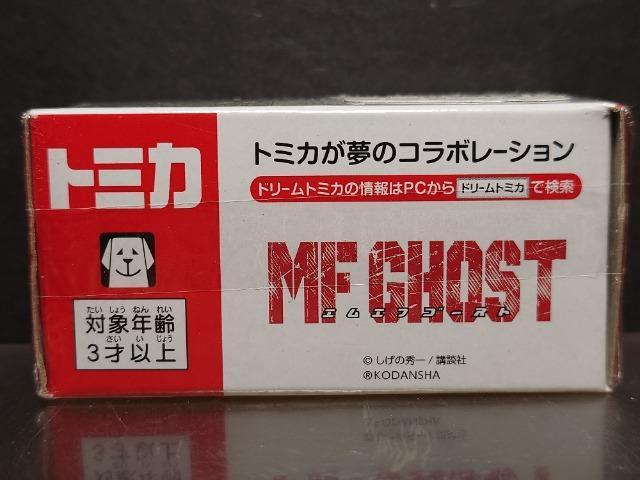 トミカ
トミカが夢のコラボレーション
ドリームトミカの情報はPCから ドリームトミカ で検索
MF GHOST
エムエフゴースト
たいしょうねんれい
対象年齢
さい いじょう
3才以上
©しげの秀一/講談社
®KODANSHA